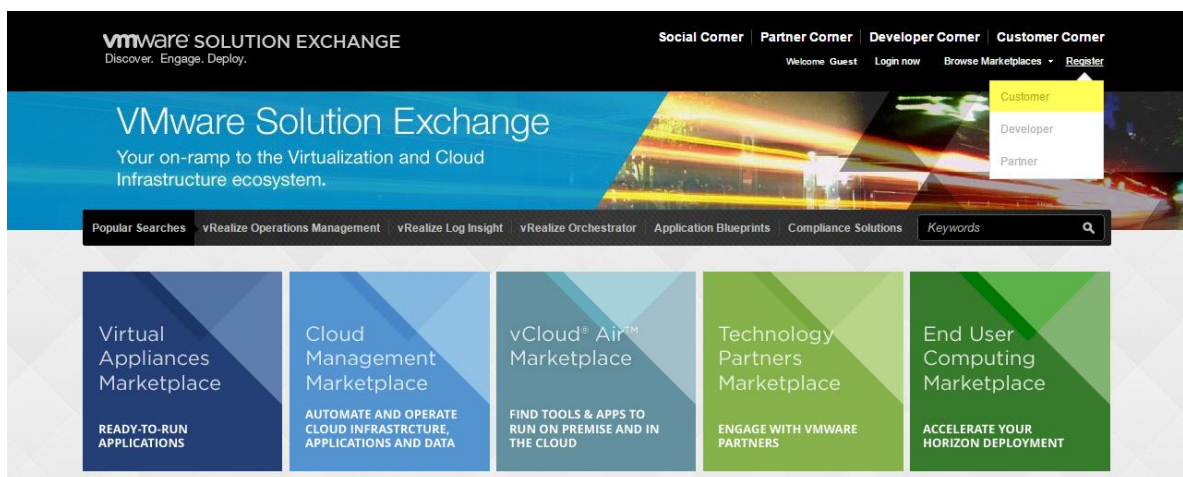 vmware SOLUTION EXCHANGE
Discover. Engage. Deploy.
Social Corner | Partner Corner | Developer Corner | Customer Corner
Welcome Guest Login now Browse Marketplaces Register
Customer
Developer
Partner
VMware Solution Exchange
Your on-ramp to the Virtualization and Cloud
Infrastructure ecosystem.
Popular Searches vRealize Operations Management | vRealize Log Insight | vRealize Orchestrator | Application Blueprints | Compliance Solutions Keywords
Virtual
Appliances
Marketplace
READY-TO-RUN
APPLICATIONS
Cloud
Management
Marketplace
AUTOMATE AND OPERATE
CLOUD INFRASTRCTURE,
APPLICATIONS AND DATA
vCloud® Air™
Marketplace
FIND TOOLS & APPS TO
RUN ON PREMISE AND IN
THE CLOUD
Technology
Partners
Marketplace
ENGAGE WITH VMWARE
PARTNERS
End User
Computing
Marketplace
ACCELERATE YOUR
HORIZON DEPLOYMENT